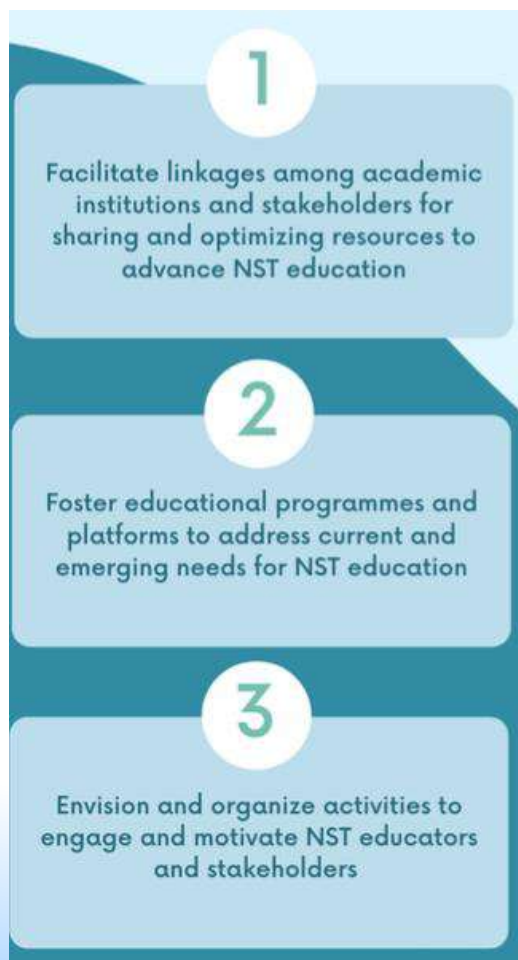 1
Facilitate linkages among academic
institutions and stakeholders for
sharing and optimizing resources to
advance NST education
2
Foster educational programmes and
platforms to address current and
emerging needs for NST education
3
Envision and organize activities to
engage and motivate NST educators
and stakeholders